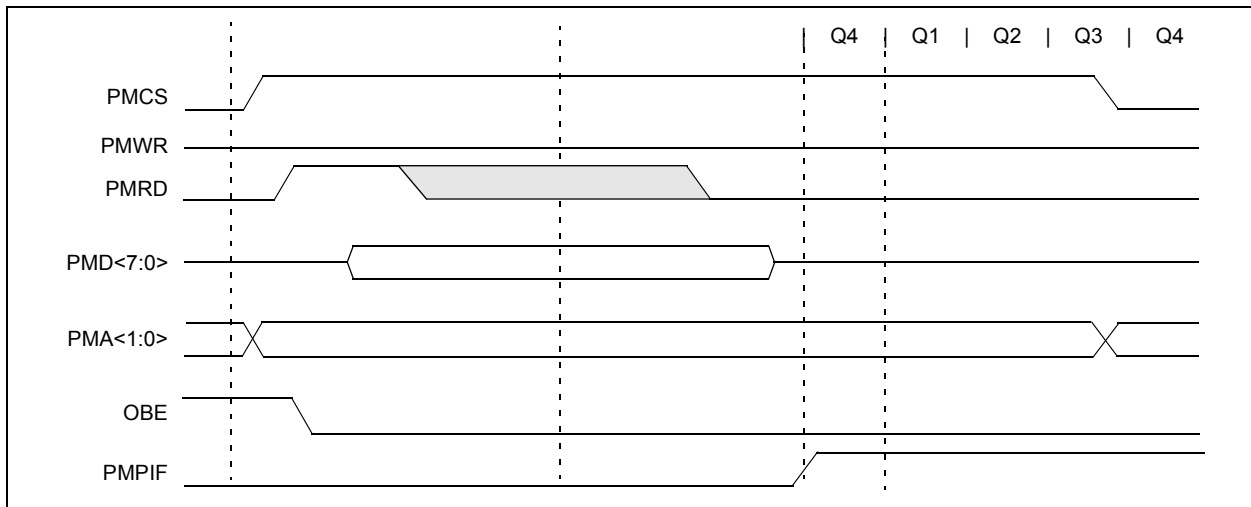 | Q4 | Q1 | Q2 | Q3 | Q4
PMCS
PMWR
PMRD
PMD<7:0>
PMA<1:0>
OBE
PMPIF